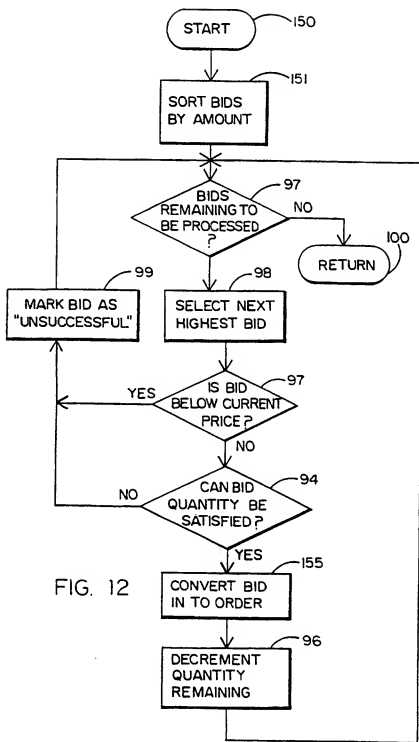 START
150
151
SORT BIDS
BY AMOUNT
BIDS
REMAINING TO
BE PROCESSED
?
97
NO
99
98
100
RETURN
MARK BID AS
"UNSUCCESSFUL"
SELECT NEXT
HIGHEST BID
97
YES
IS BID
BELOW CURRENT
PRICE?
NO
94
NO
CAN BID
QUANTITY BE
SATISFIED?
YES
155
FIG. 12
CONVERT BID
IN TO ORDER
96
DECREMENT
QUANTITY
REMAINING